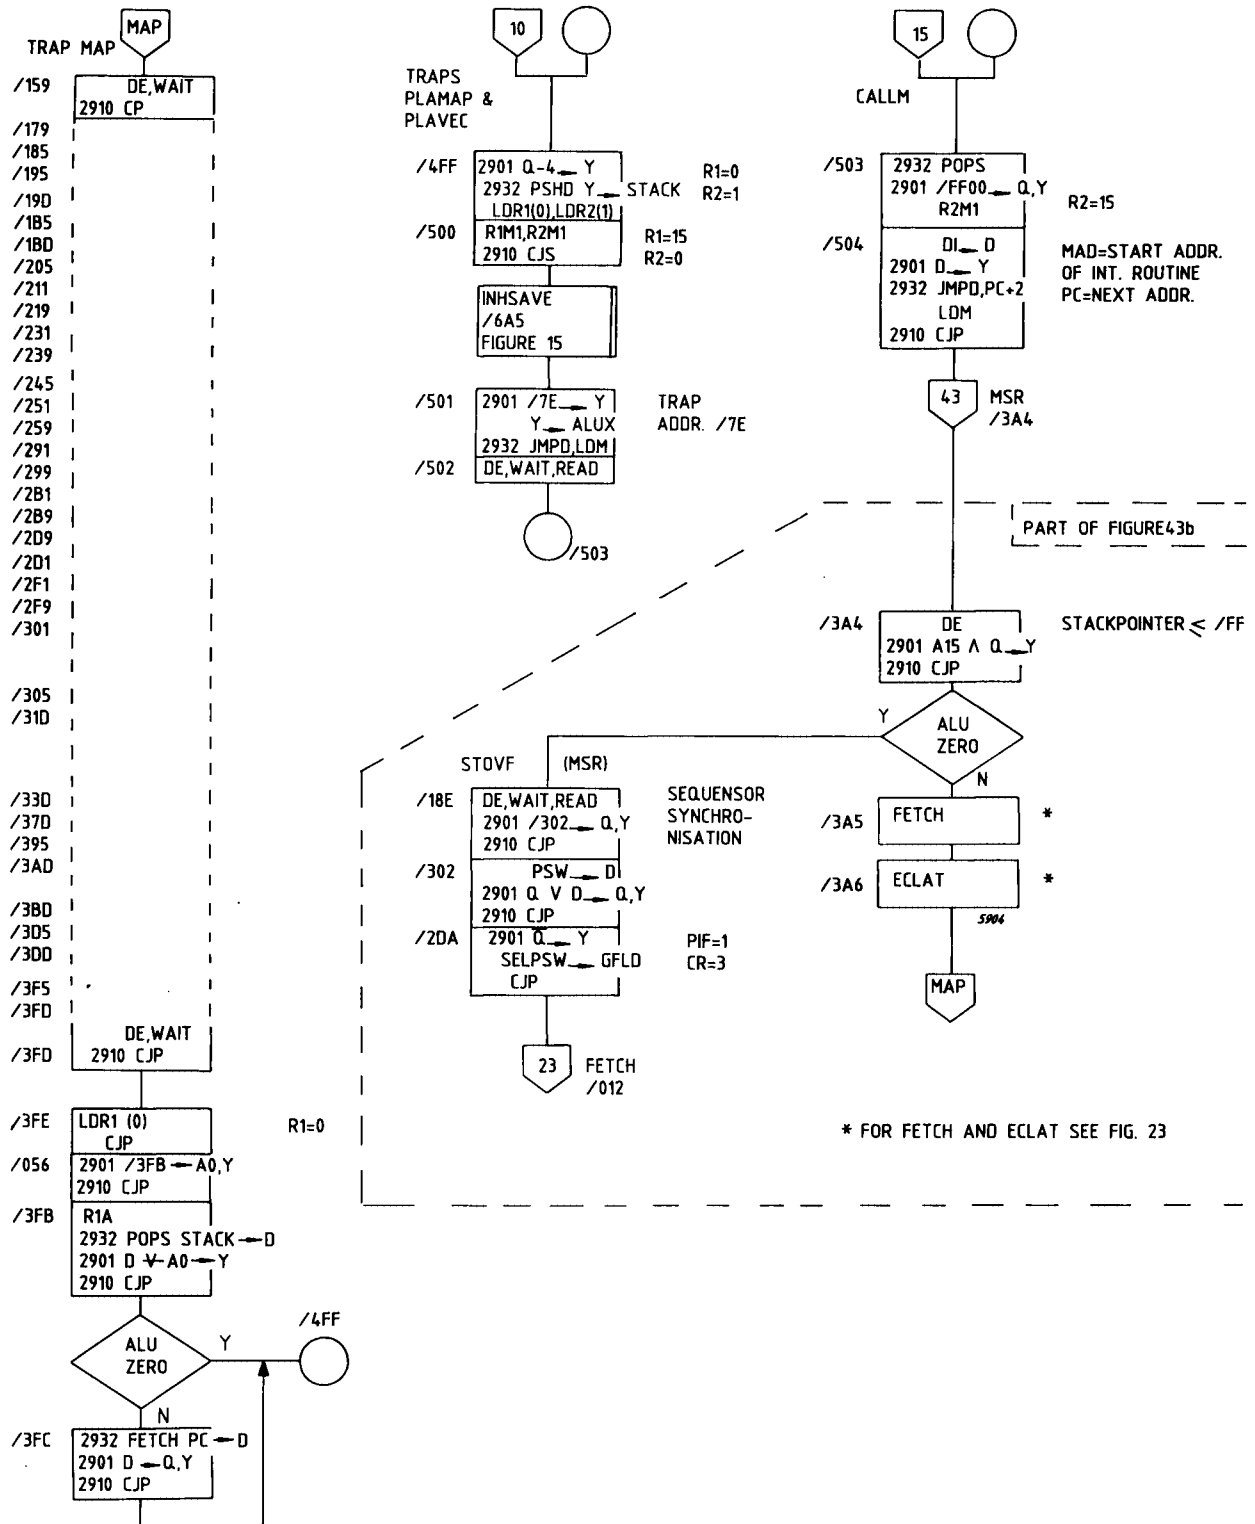 MAP
TRAP MAP
/159
DE,WAIT
2910 CP
/179
/185
/195
/19D
/1B5
/1BD
/205
/211
/219
/231
/239
/245
/251
/259
/291
/299
/2B1
/2B9
/2D9
/2D1
/2F1
/2F9
/301
/305
/31D
/33D
/37D
/395
/3AD
/3BD
/3D5
/3DD
/3F5
/3FD
DE,WAIT
/3FD 2910 CJP
/3FE LDR1 (0) R1=0
CJP
/056 2901 /3FB → A0,Y
2910 CJP
/3FB R1A
2932 POPS STACK → D
2901 D ⊻ A0 → Y
2910 CJP
ALU
ZERO
Y
/4FF
N
/3FC 2932 FETCH PC → D
2901 D → Q,Y
2910 CJP
10
TRAPS
PLAMAP &
PLAVEC
/4FF 2901 Q-4 → Y R1=0
2932 PSHD Y → STACK R2=1
LDR1(0),LDR2(1)
/500 R1M1,R2M1 R1=15
2910 CJS R2=0
INHSAVE
/6A5
FIGURE 15
/501 2901 /7E → Y TRAP
Y → ALUX ADDR. /7E
2932 JMPD,LDM
/502 DE,WAIT,READ
/503
15
CALLM
/503 2932 POPS
2901 /FF00 → Q,Y R2=15
R2M1
/504 DI → D MAD=START ADDR.
2901 D → Y OF INT. ROUTINE
2932 JMPD,PC+2 PC=NEXT ADDR.
LDM
2910 CJP
43 MSR
/3A4
PART OF FIGURE43b
/3A4 DE STACKPOINTER ≤ /FF
2901 A15 Λ Q → Y
2910 CJP
Y
ALU
ZERO
N
STOVF (MSR)
/18E DE,WAIT,READ SEQUENSOR
2901 /302 → Q,Y SYNCHRO-
2910 CJP NISATION
/302 PSW → D
2901 Q V D → Q,Y
2910 CJP
/2DA 2901 Q̅ → Y PIF=1
SELPSW → GFLD CR=3
CJP
23 FETCH
/012
/3A5 FETCH *
/3A6 ECLAT *
5904
MAP
* FOR FETCH AND ECLAT SEE FIG. 23